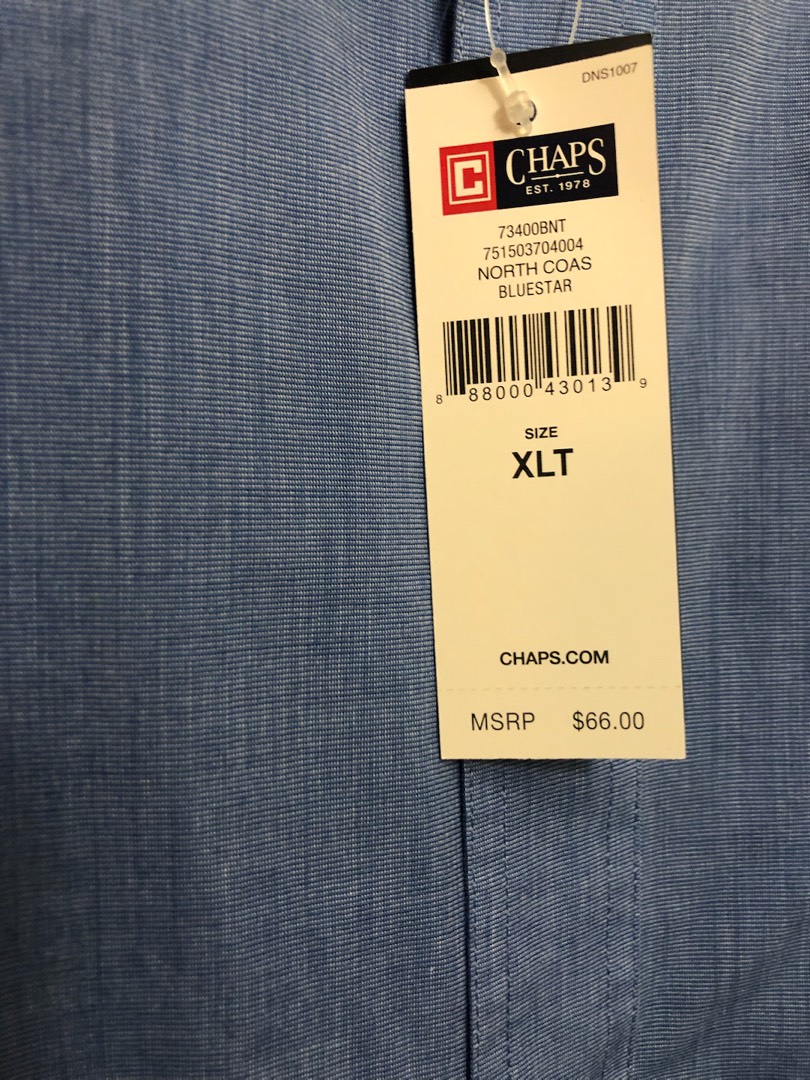 DNS1007
C CHAPS
EST. 1978
73400BNT
751503704004
NORTH COAS
BLUESTAR
8 88000 43013 9
SIZE
XLT
CHAPS.COM
MSRP $66.00